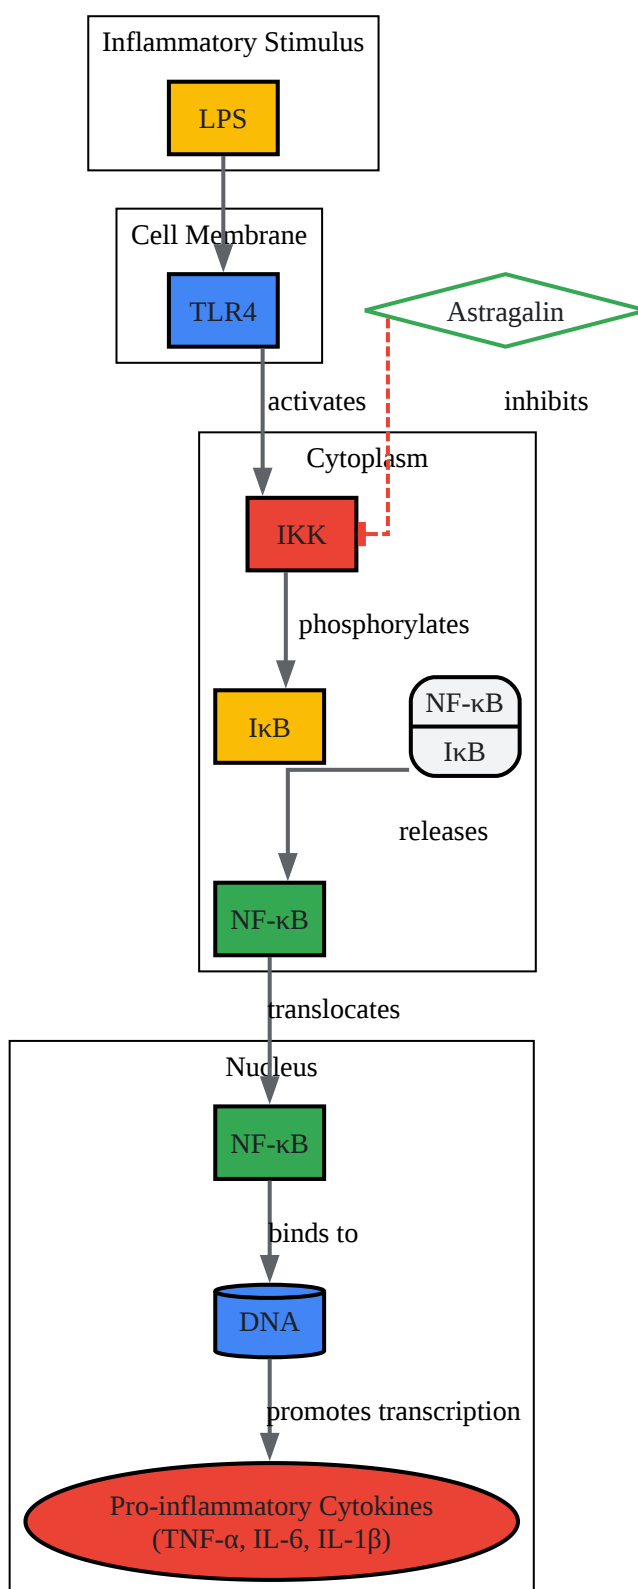 Inflammatory Stimulus
LPS
Cell Membrane
TLR4
Astragalin
activates
inhibits
Cytoplasm
IKK
phosphorylates
IκB
NF-κB
IκB
releases
NF-κB
translocates
Nucleus
NF-κB
binds to
DNA
promotes transcription
Pro-inflammatory Cytokines
(TNF-α, IL-6, IL-1β)